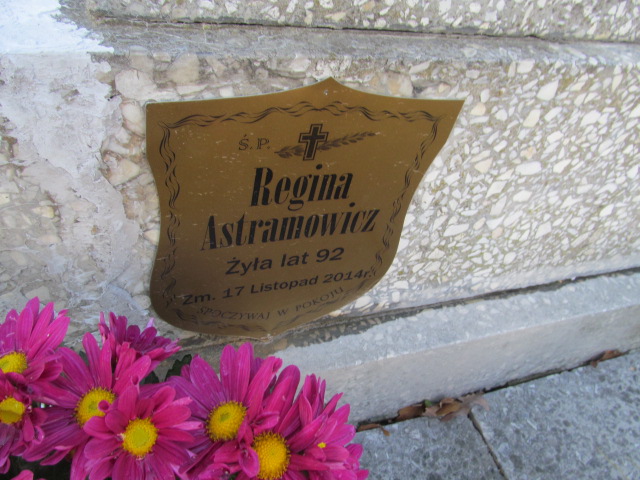 Ś.P.
Regina
Astramowicz
Żyła lat 92
Zm. 17 Listopad 2014r.
SPOCZYWAJ W POKOJU